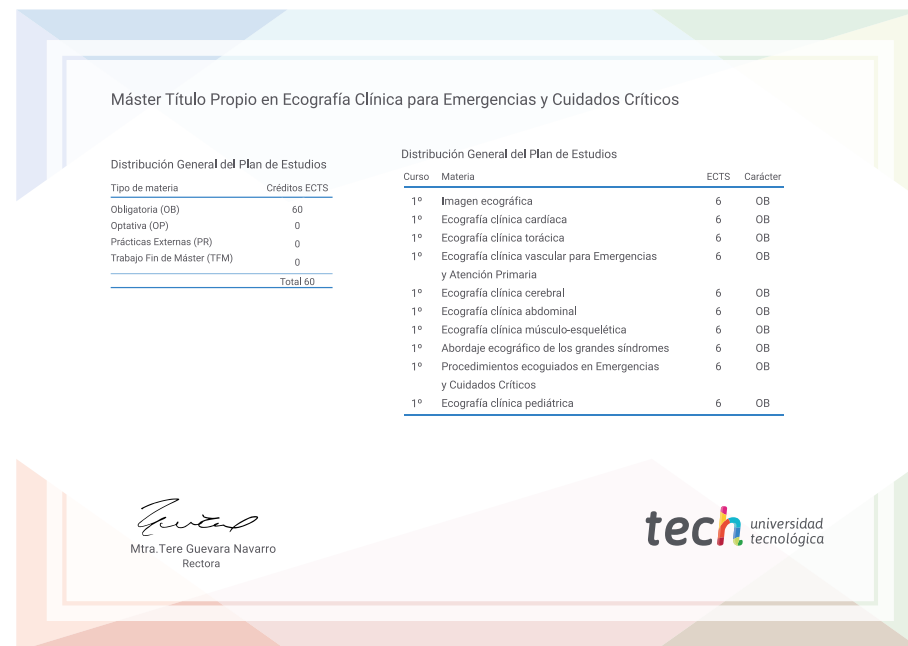 Máster Título Propio en Ecografía Clínica para Emergencias y Cuidados Críticos
Distribución General del Plan de Estudios
Tipo de materia Créditos ECTS
Obligatoria (OB) 60
Optativa (OP) 0
Prácticas Externas (PR) 0
Trabajo Fin de Máster (TFM) 0
Total 60
Distribución General del Plan de Estudios
Curso Materia ECTS Carácter
1º Imagen ecográfica 6 OB
1º Ecografía clínica cardíaca 6 OB
1º Ecografía clínica torácica 6 OB
1º Ecografía clínica vascular para Emergencias 6 OB
y Atención Primaria
1º Ecografía clínica cerebral 6 OB
1º Ecografía clínica abdominal 6 OB
1º Ecografía clínica músculo-esquelética 6 OB
1º Abordaje ecográfico de los grandes síndromes 6 OB
1º Procedimientos ecoguiados en Emergencias 6 OB
y Cuidados Críticos
1º Ecografía clínica pediátrica 6 OB
Mtra.Tere Guevara Navarro
Rectora
tech universidad
tecnológica